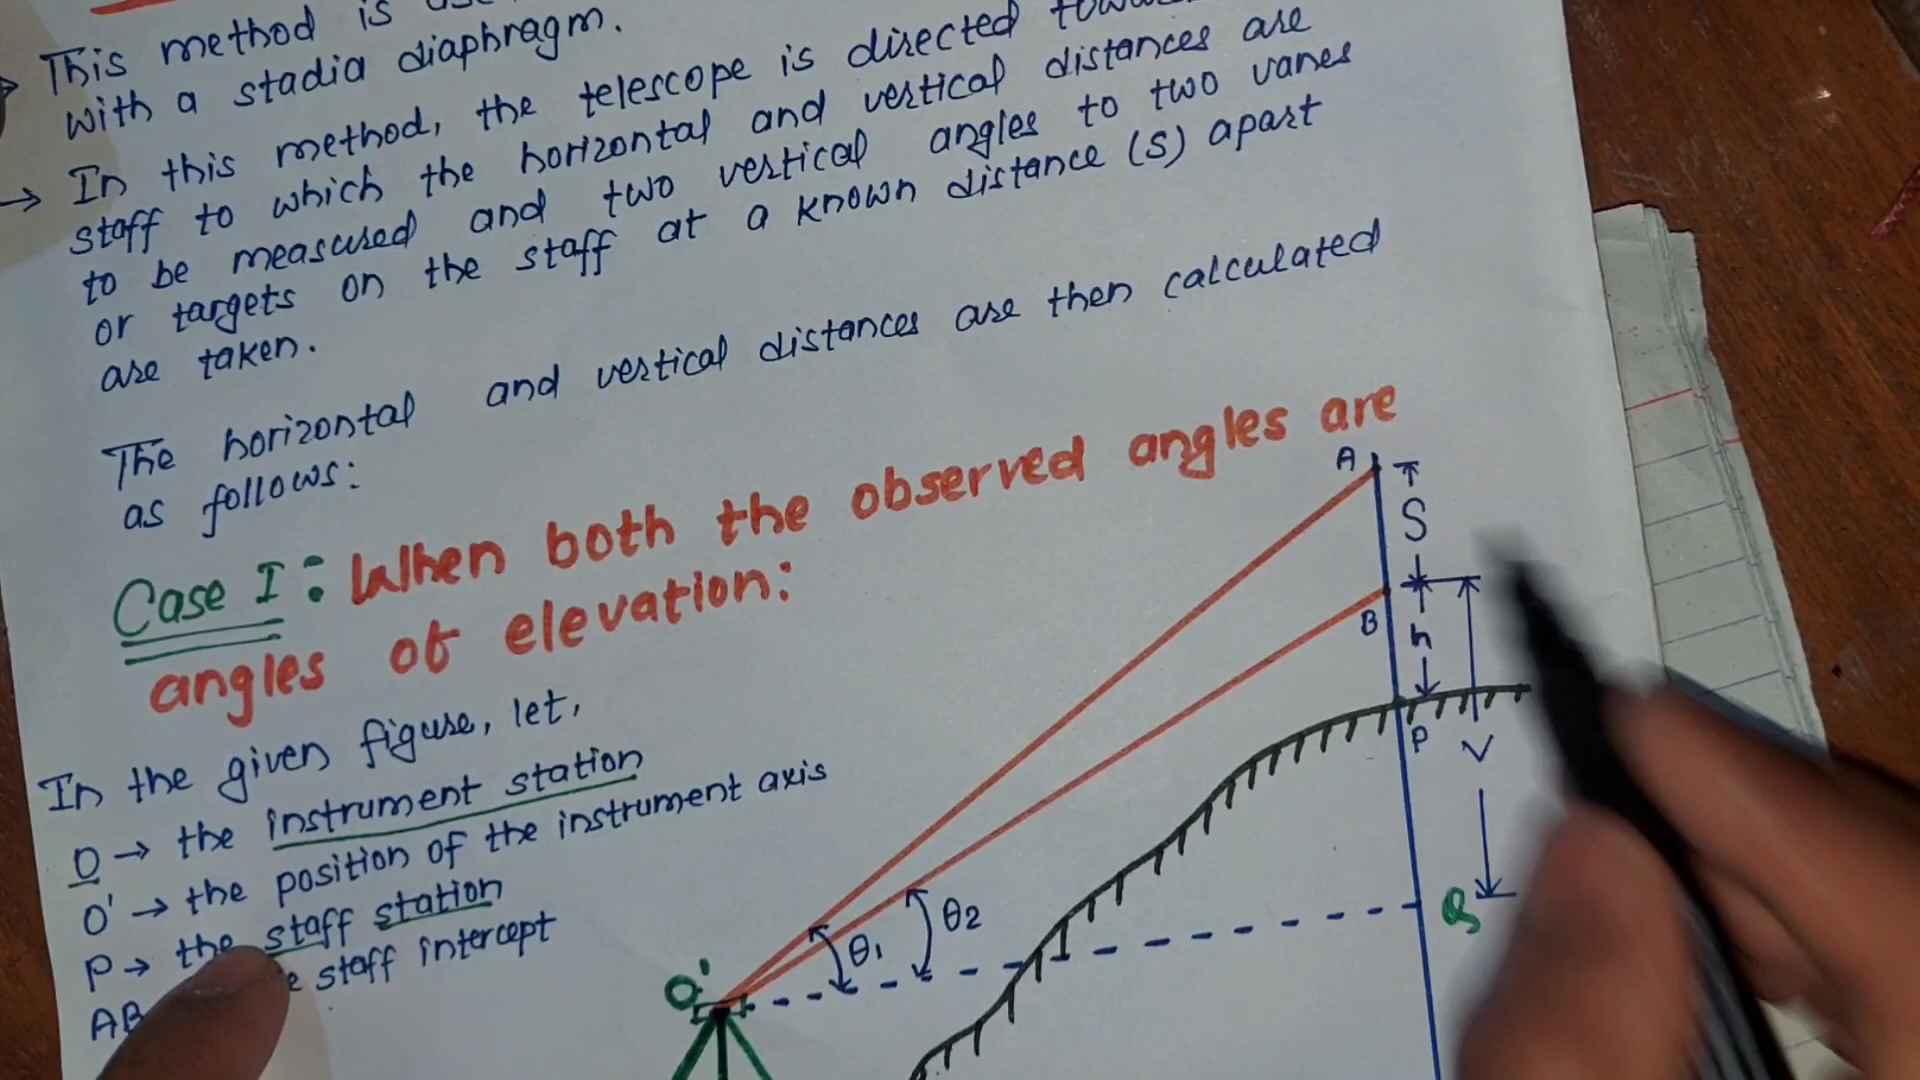 This method is
with a stadia diaphragm.
→ In this method, the telescope is directed
staff to which the horizontal and vertical distances are
to be measured and two vertical angles to two vanes
or targets on the staff at a known distance (S) apart
are taken.
The horizontal and vertical distances are then calculated
as follows:
Case I: When both the observed angles are
angles of elevation:
In the given figure, let,
O → the instrument station
O' → the position of the instrument axis
P → the staff station
AB staff intercept
A
S
B
h
P
V
θ2
θ1
O'